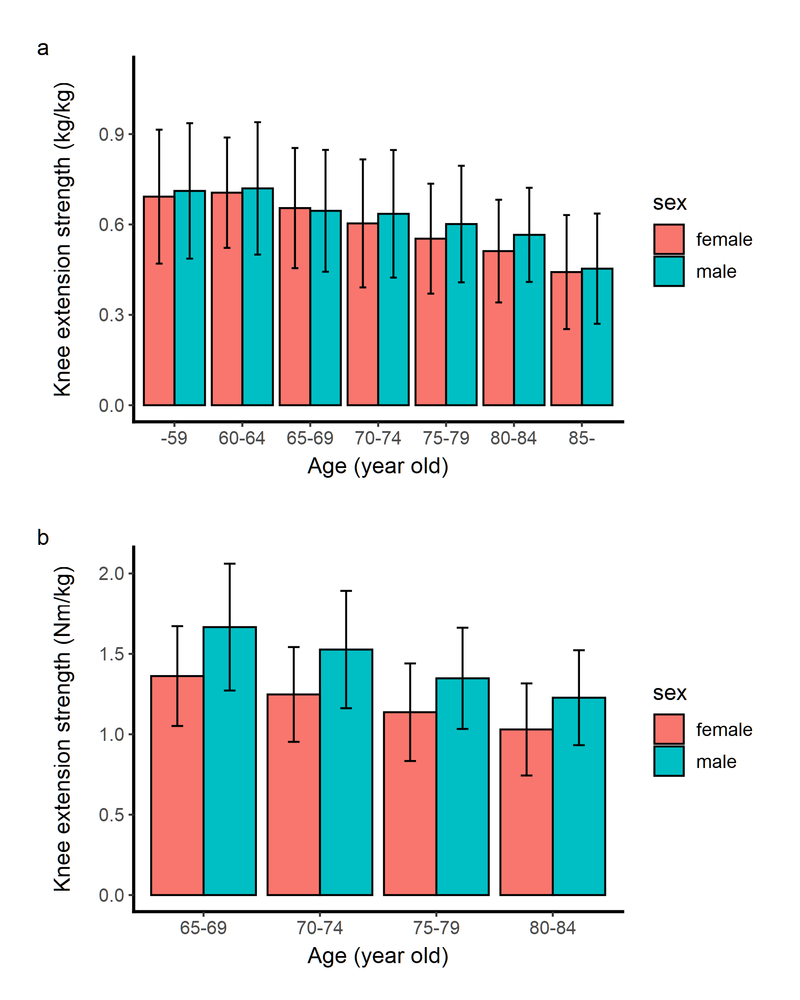 a
Knee extension strength (kg/kg)
0.9
0.6
0.3
0.0
-59 60-64 65-69 70-74 75-79 80-84 85-
Age (year old)
sex
female
male
b
Knee extension strength (Nm/kg)
2.0
1.5
1.0
0.5
0.0
65-69 70-74 75-79 80-84
Age (year old)
sex
female
male